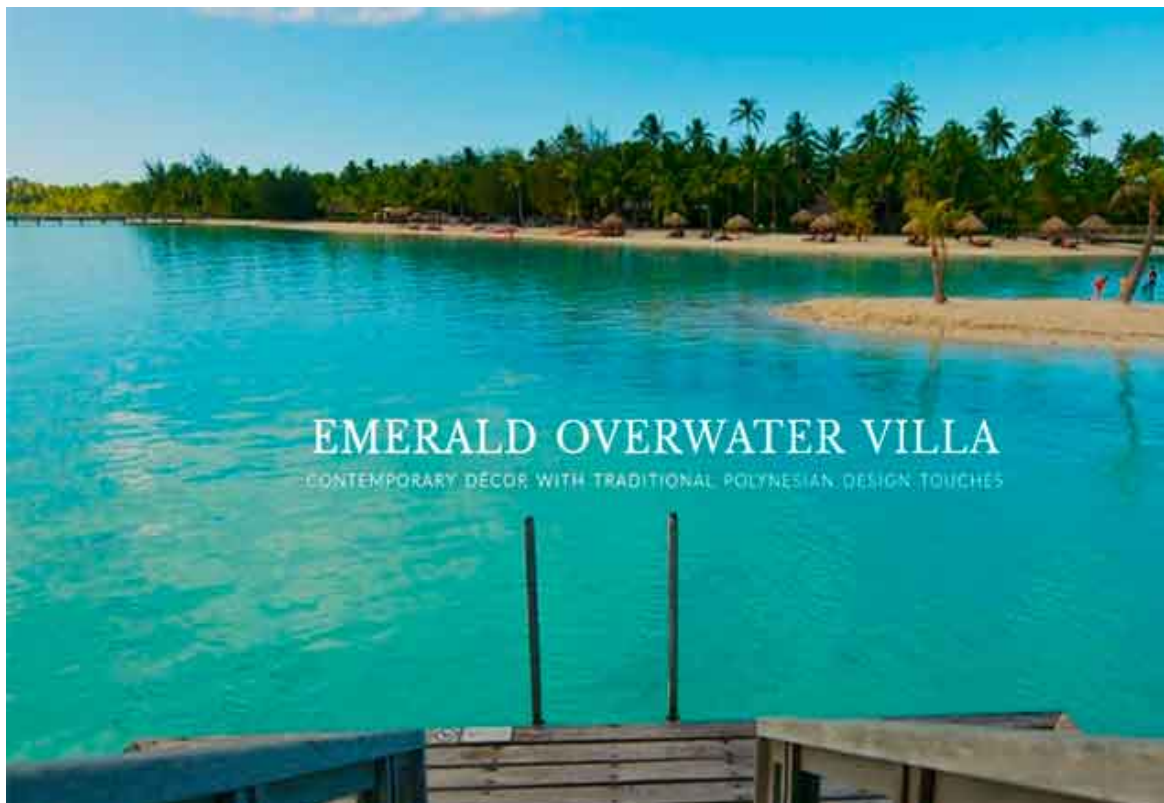 EMERALD OVERWATER VILLA
CONTEMPORARY DÉCOR WITH TRADITIONAL POLYNESIAN DESIGN TOUCHES